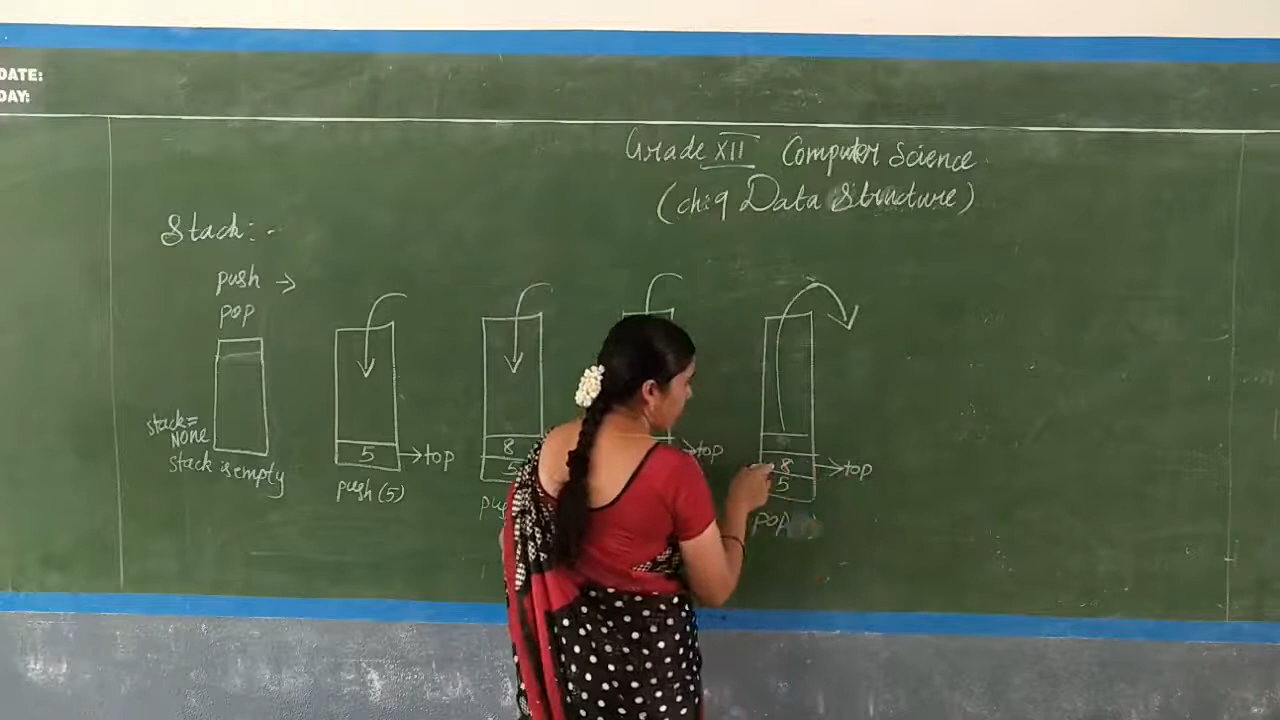 DATE:
DAY:
Grade XII Computer Science
(ch:9 Data Structure)
Stack:-
push →
pop
stack=
NONE
stack is empty
5
→top
push (5)
8
5
→top
8
→top
5
pop